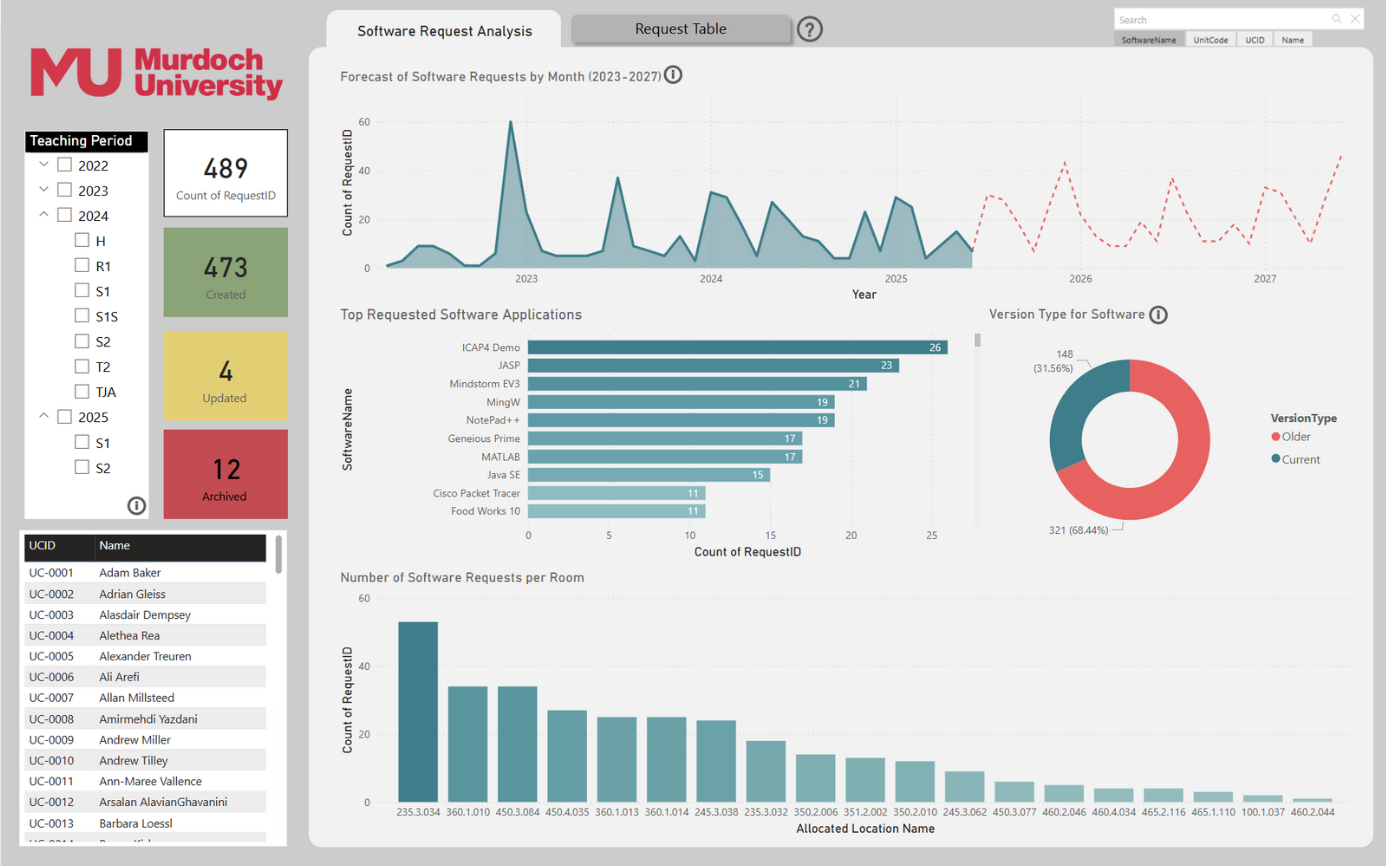 Software Request Analysis
Request Table
?
Search
SoftwareName
UnitCode
UCID
Name
MU Murdoch
University
Teaching Period
2022
2023
2024
H
R1
S1
S1S
S2
T2
TJA
2025
S1
S2
489
Count of RequestID
473
Created
4
Updated
12
Archived
UCID Name
UC-0001 Adam Baker
UC-0002 Adrian Gleiss
UC-0003 Alasdair Dempsey
UC-0004 Alethea Rea
UC-0005 Alexander Treuren
UC-0006 Ali Arefi
UC-0007 Allan Millsteed
UC-0008 Amirmehdi Yazdani
UC-0009 Andrew Miller
UC-0010 Andrew Tilley
UC-0011 Ann-Maree Vallence
UC-0012 Arsalan AlavianGhavanini
UC-0013 Barbara Loessl
Forecast of Software Requests by Month (2023-2027)
Count of RequestID
60
40
20
0
2023 2024 2025 2026 2027
Year
Top Requested Software Applications
SoftwareName
ICAP4 Demo 26
JASP 23
Mindstorm EV3 21
MingW 19
NotePad++ 19
Geneious Prime 17
MATLAB 17
Java SE 15
Cisco Packet Tracer 11
Food Works 10 11
0 5 10 15 20 25
Count of RequestID
Version Type for Software
148
(31.56%)
321 (68.44%)
VersionType
Older
Current
Number of Software Requests per Room
Count of RequestID
60
40
20
0
235.3.034 360.1.010 450.3.084 450.4.035 360.1.013 360.1.014 245.3.038 235.3.032 350.2.006 351.2.002 350.2.010 245.3.062 450.3.077 460.2.046 460.4.034 465.2.116 465.1.110 100.1.037 460.2.044
Allocated Location Name